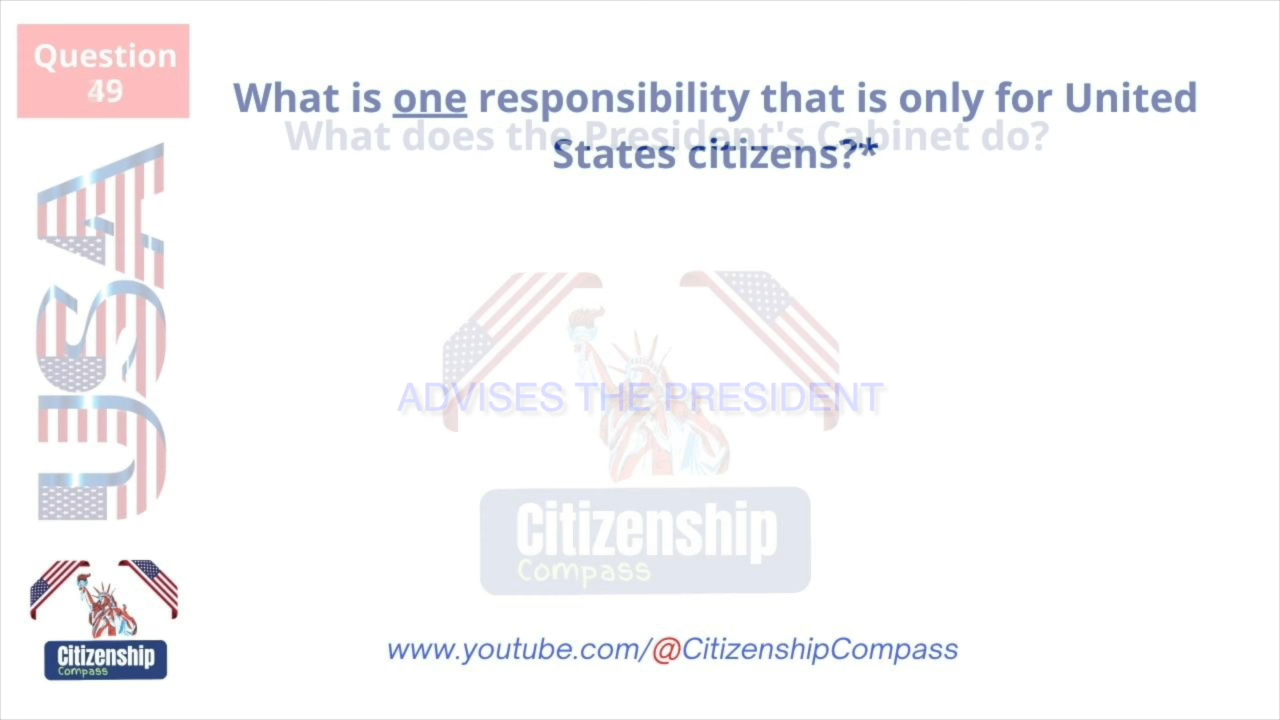 Question
49
What is one responsibility that is only for United
What does the President's Cabinet do?
States citizens?*
USA
ADVISES THE PRESIDENT
Citizenship
Compass
Citizenship
Compass
www.youtube.com/@CitizenshipCompass